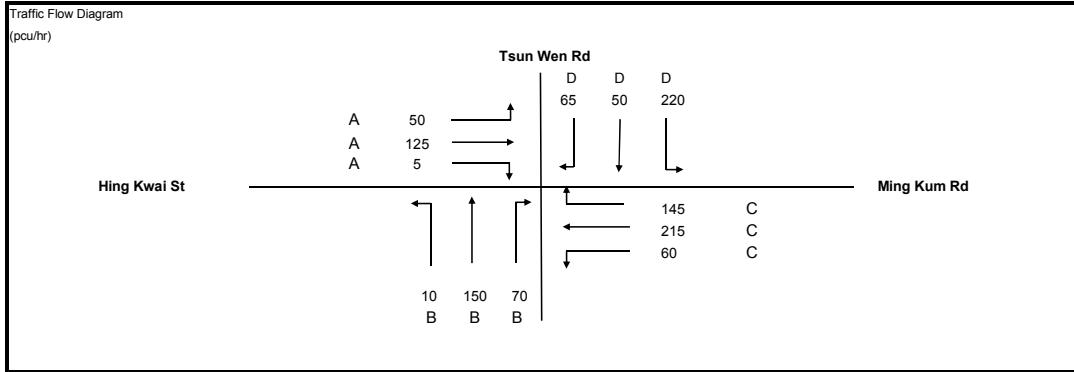 Traffic Flow Diagram
(pcu/hr)
Tsun Wen Rd
D D D
65 50 220
A 50
A 125
A 5
Hing Kwai St Ming Kum Rd
145 C
215 C
60 C
10 150 70
B B B